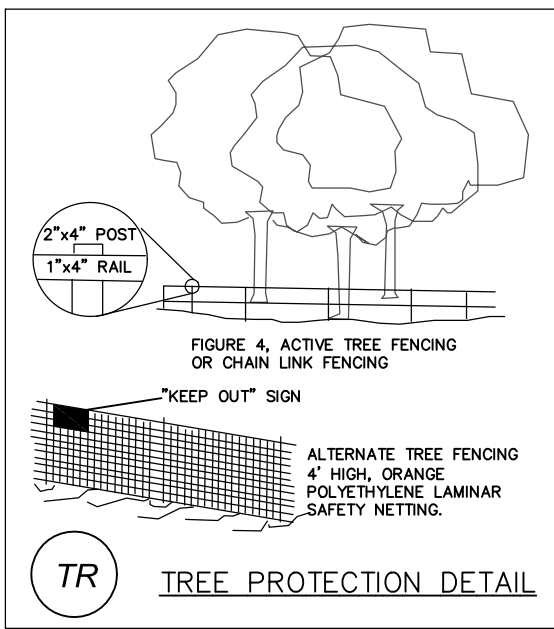 2"x4" POST
1"x4" RAIL
FIGURE 4, ACTIVE TREE FENCING
OR CHAIN LINK FENCING
"KEEP OUT" SIGN
ALTERNATE TREE FENCING
4' HIGH, ORANGE
POLYETHYLENE LAMINAR
SAFETY NETTING.
TR
TREE PROTECTION DETAIL